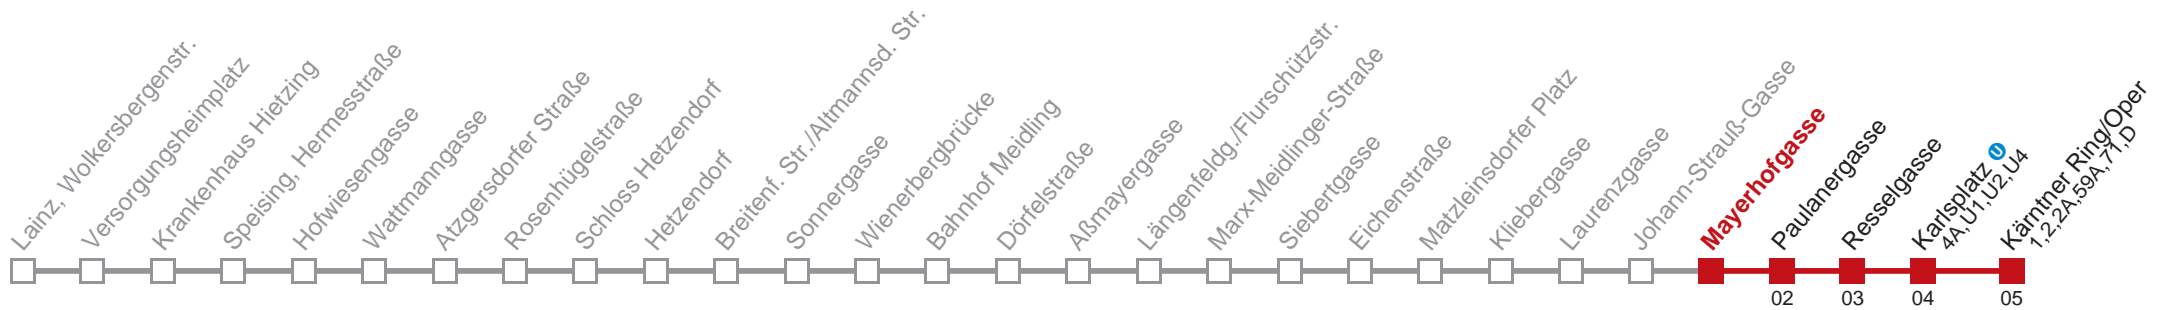 Lainz, Wolkersbergenstr.
Versorgungsheimplatz
Krankenhaus Hietzing
Speising, Hermesstraße
Hofwiesengasse
Wattmanngasse
Atzgersdorfer Straße
Rosenhügelstraße
Schloss Hetzendorf
Hetzendorf
Breitenf. Str./Altmannsd. Str.
Sonnergasse
Wienerbergbrücke
Bahnhof Meidling
Dörfelstraße
Aßmayergasse
Längenfeldg./Flurschützstr.
Marx-Meidlinger-Straße
Siebertgasse
Eichenstraße
Matzleinsdorfer Platz
Kliebergasse
Laurenzgasse
Johann-Strauß-Gasse
Mayerhofgasse
Paulanergasse
Resselgasse
Karlsplatz U
4A,U1,U2,U4
Kärntner Ring/Oper
1,2,2A,59A,71,D
02 03 04 05